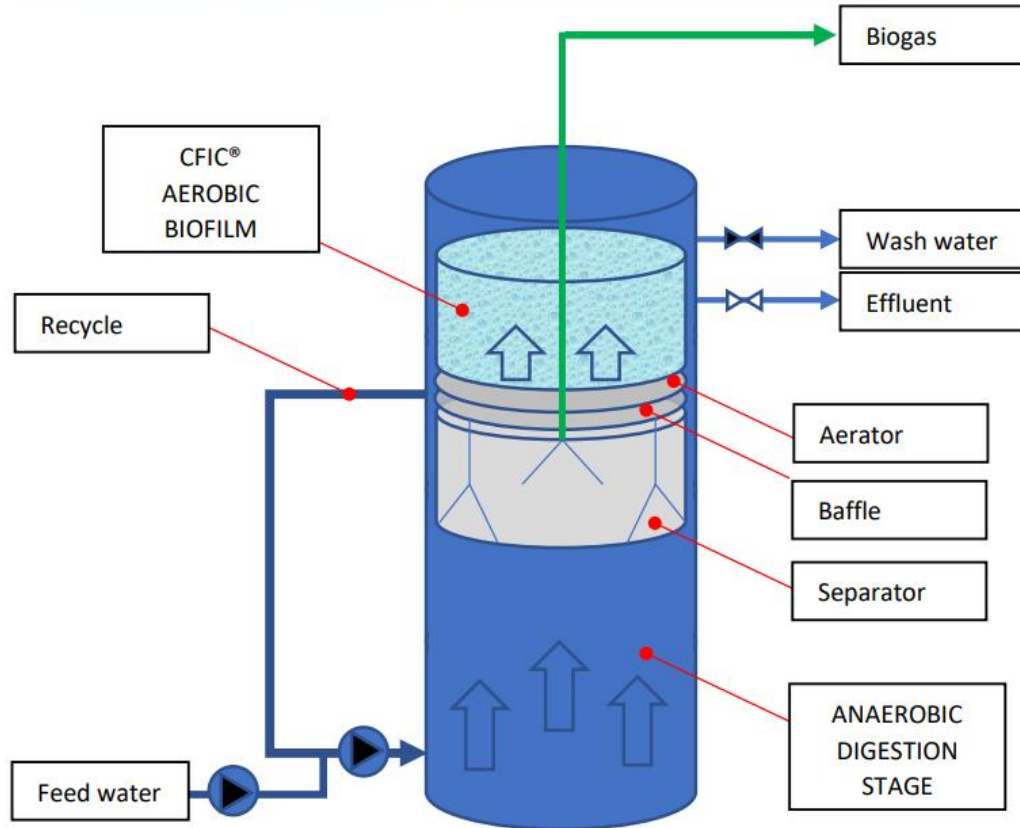 Biogas
CFIC®
AEROBIC
BIOFILM
Wash water
Effluent
Recycle
Aerator
Baffle
Separator
ANAEROBIC
DIGESTION
STAGE
Feed water